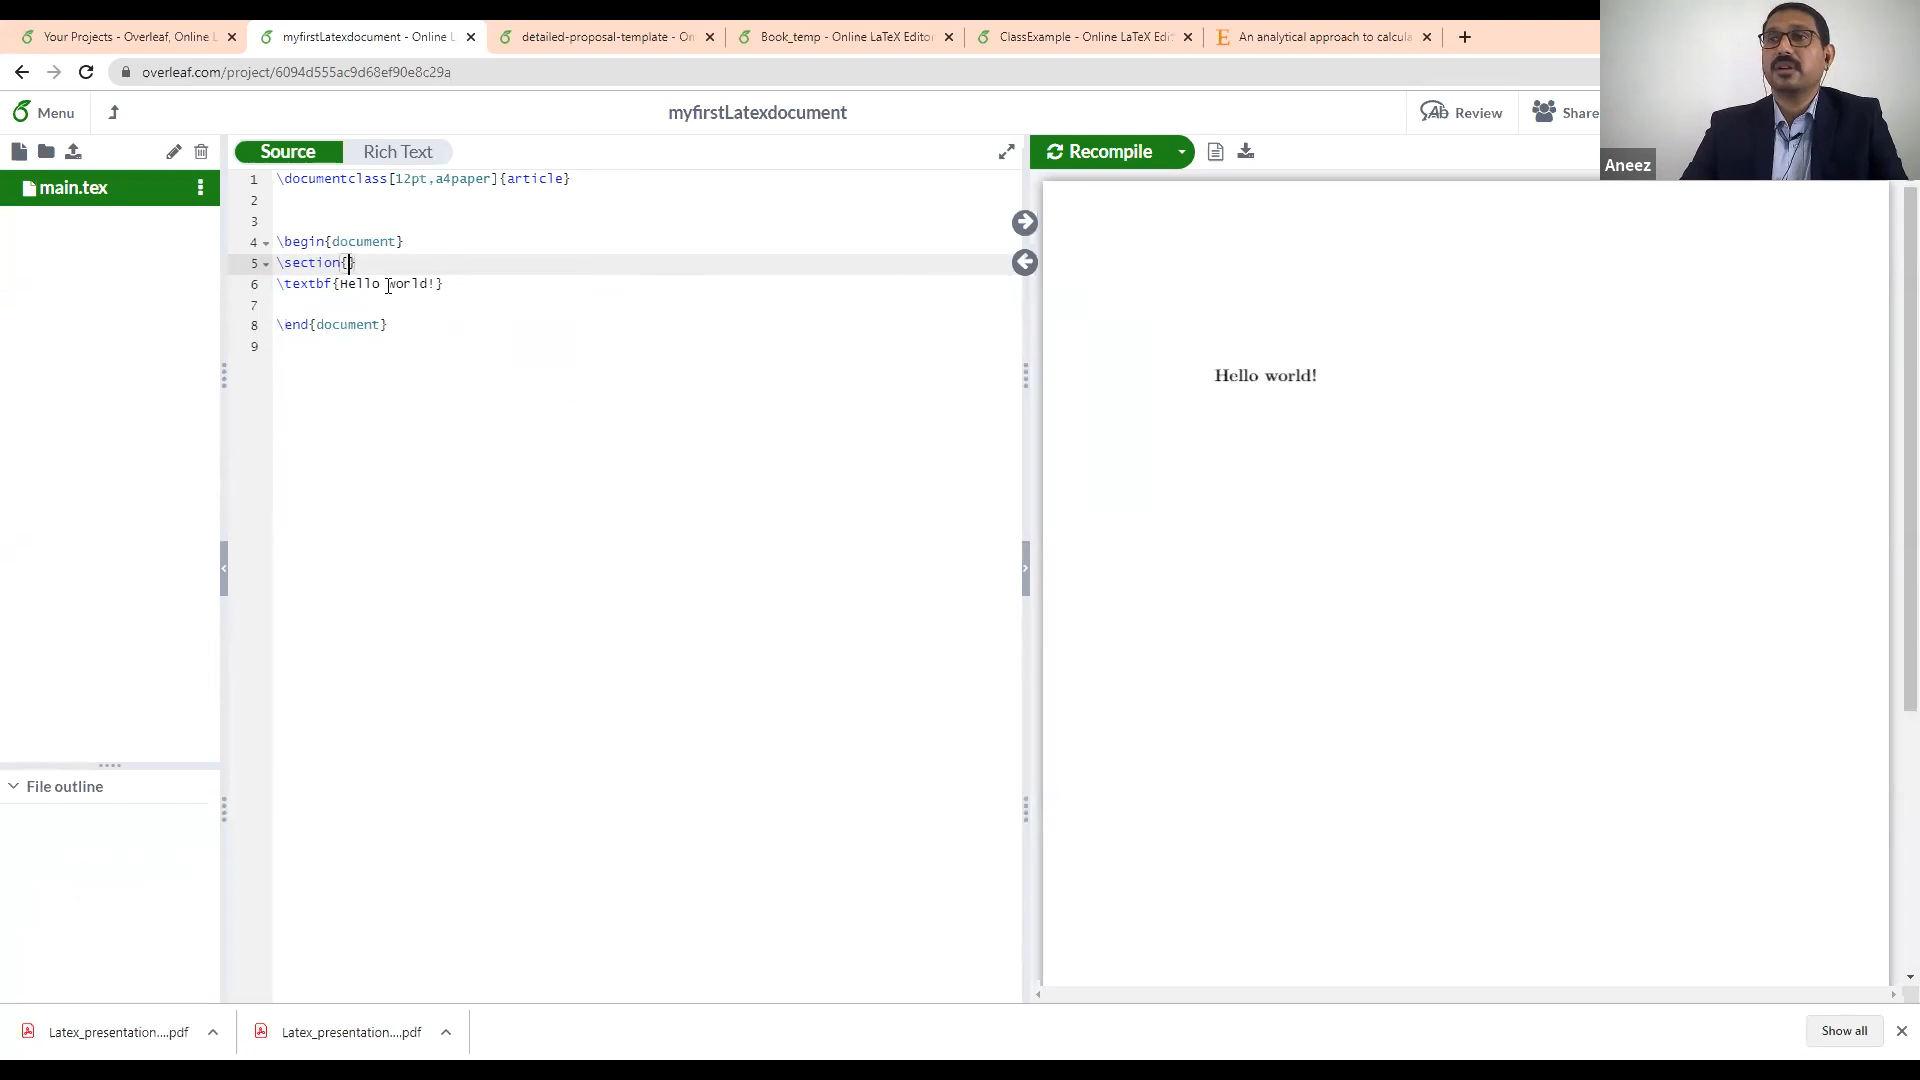 Your Projects - Overleaf, Online L
myfirstLatexdocument - Online L
detailed-proposal-template - On
Book_temp - Online LaTeX Editor
ClassExample - Online LaTeX Edit
An analytical approach to calcula
overleaf.com/project/6094d555ac9d68ef90e8c29a
Menu
myfirstLatexdocument
Review
Share
Aneez
Source
Rich Text
Recompile
main.tex
1 \documentclass[12pt,a4paper]{article}
2
3
4 \begin{document}
5 \section{}
6 \textbf{Hello world!}
7
8 \end{document}
9
Hello world!
File outline
Latex_presentation....pdf
Latex_presentation....pdf
Show all